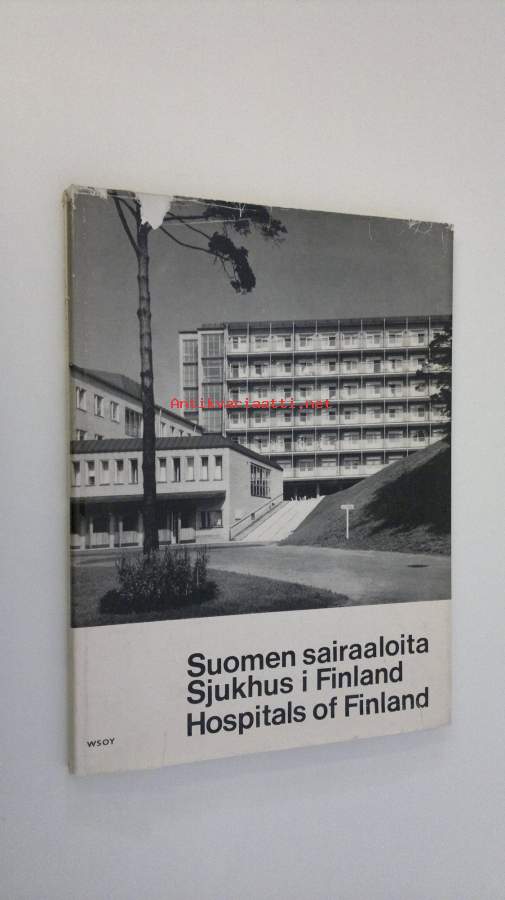 Antikvariaatti.net
Suomen sairaaloita
Sjukhus i Finland
Hospitals of Finland
WSOY